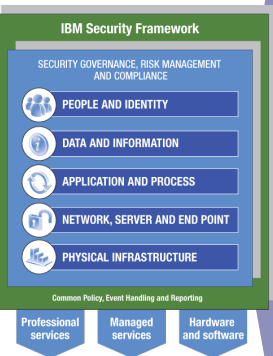 IBM Security Framework
SECURITY GOVERNANCE, RISK MANAGEMENT
AND COMPLIANCE
PEOPLE AND IDENTITY
DATA AND INFORMATION
APPLICATION AND PROCESS
NETWORK, SERVER AND END POINT
PHYSICAL INFRASTRUCTURE
Common Policy, Event Handling and Reporting
Professional
services
Managed
services
Hardware
and software